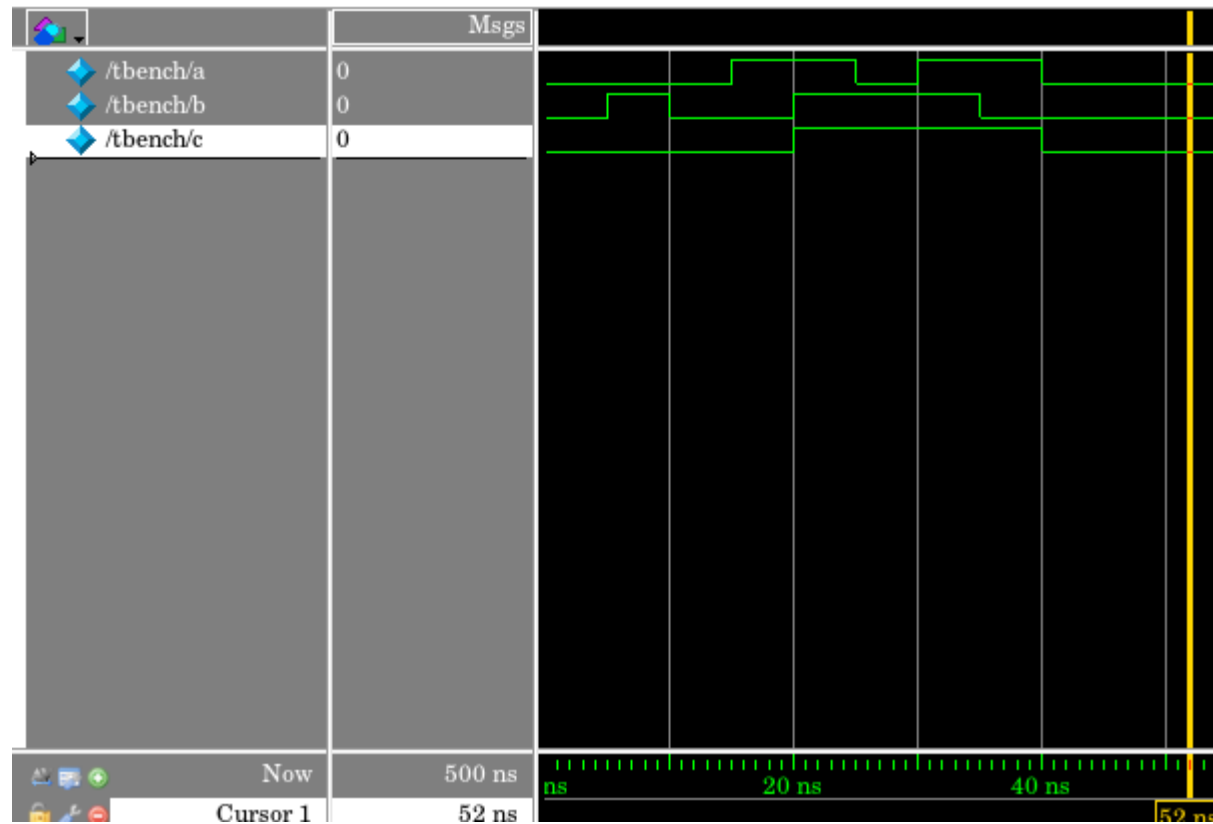 Msgs
/tbench/a 0
/tbench/b 0
/tbench/c 0
Now 500 ns
ns 20 ns 40 ns
Cursor 1 52 ns
52 ns